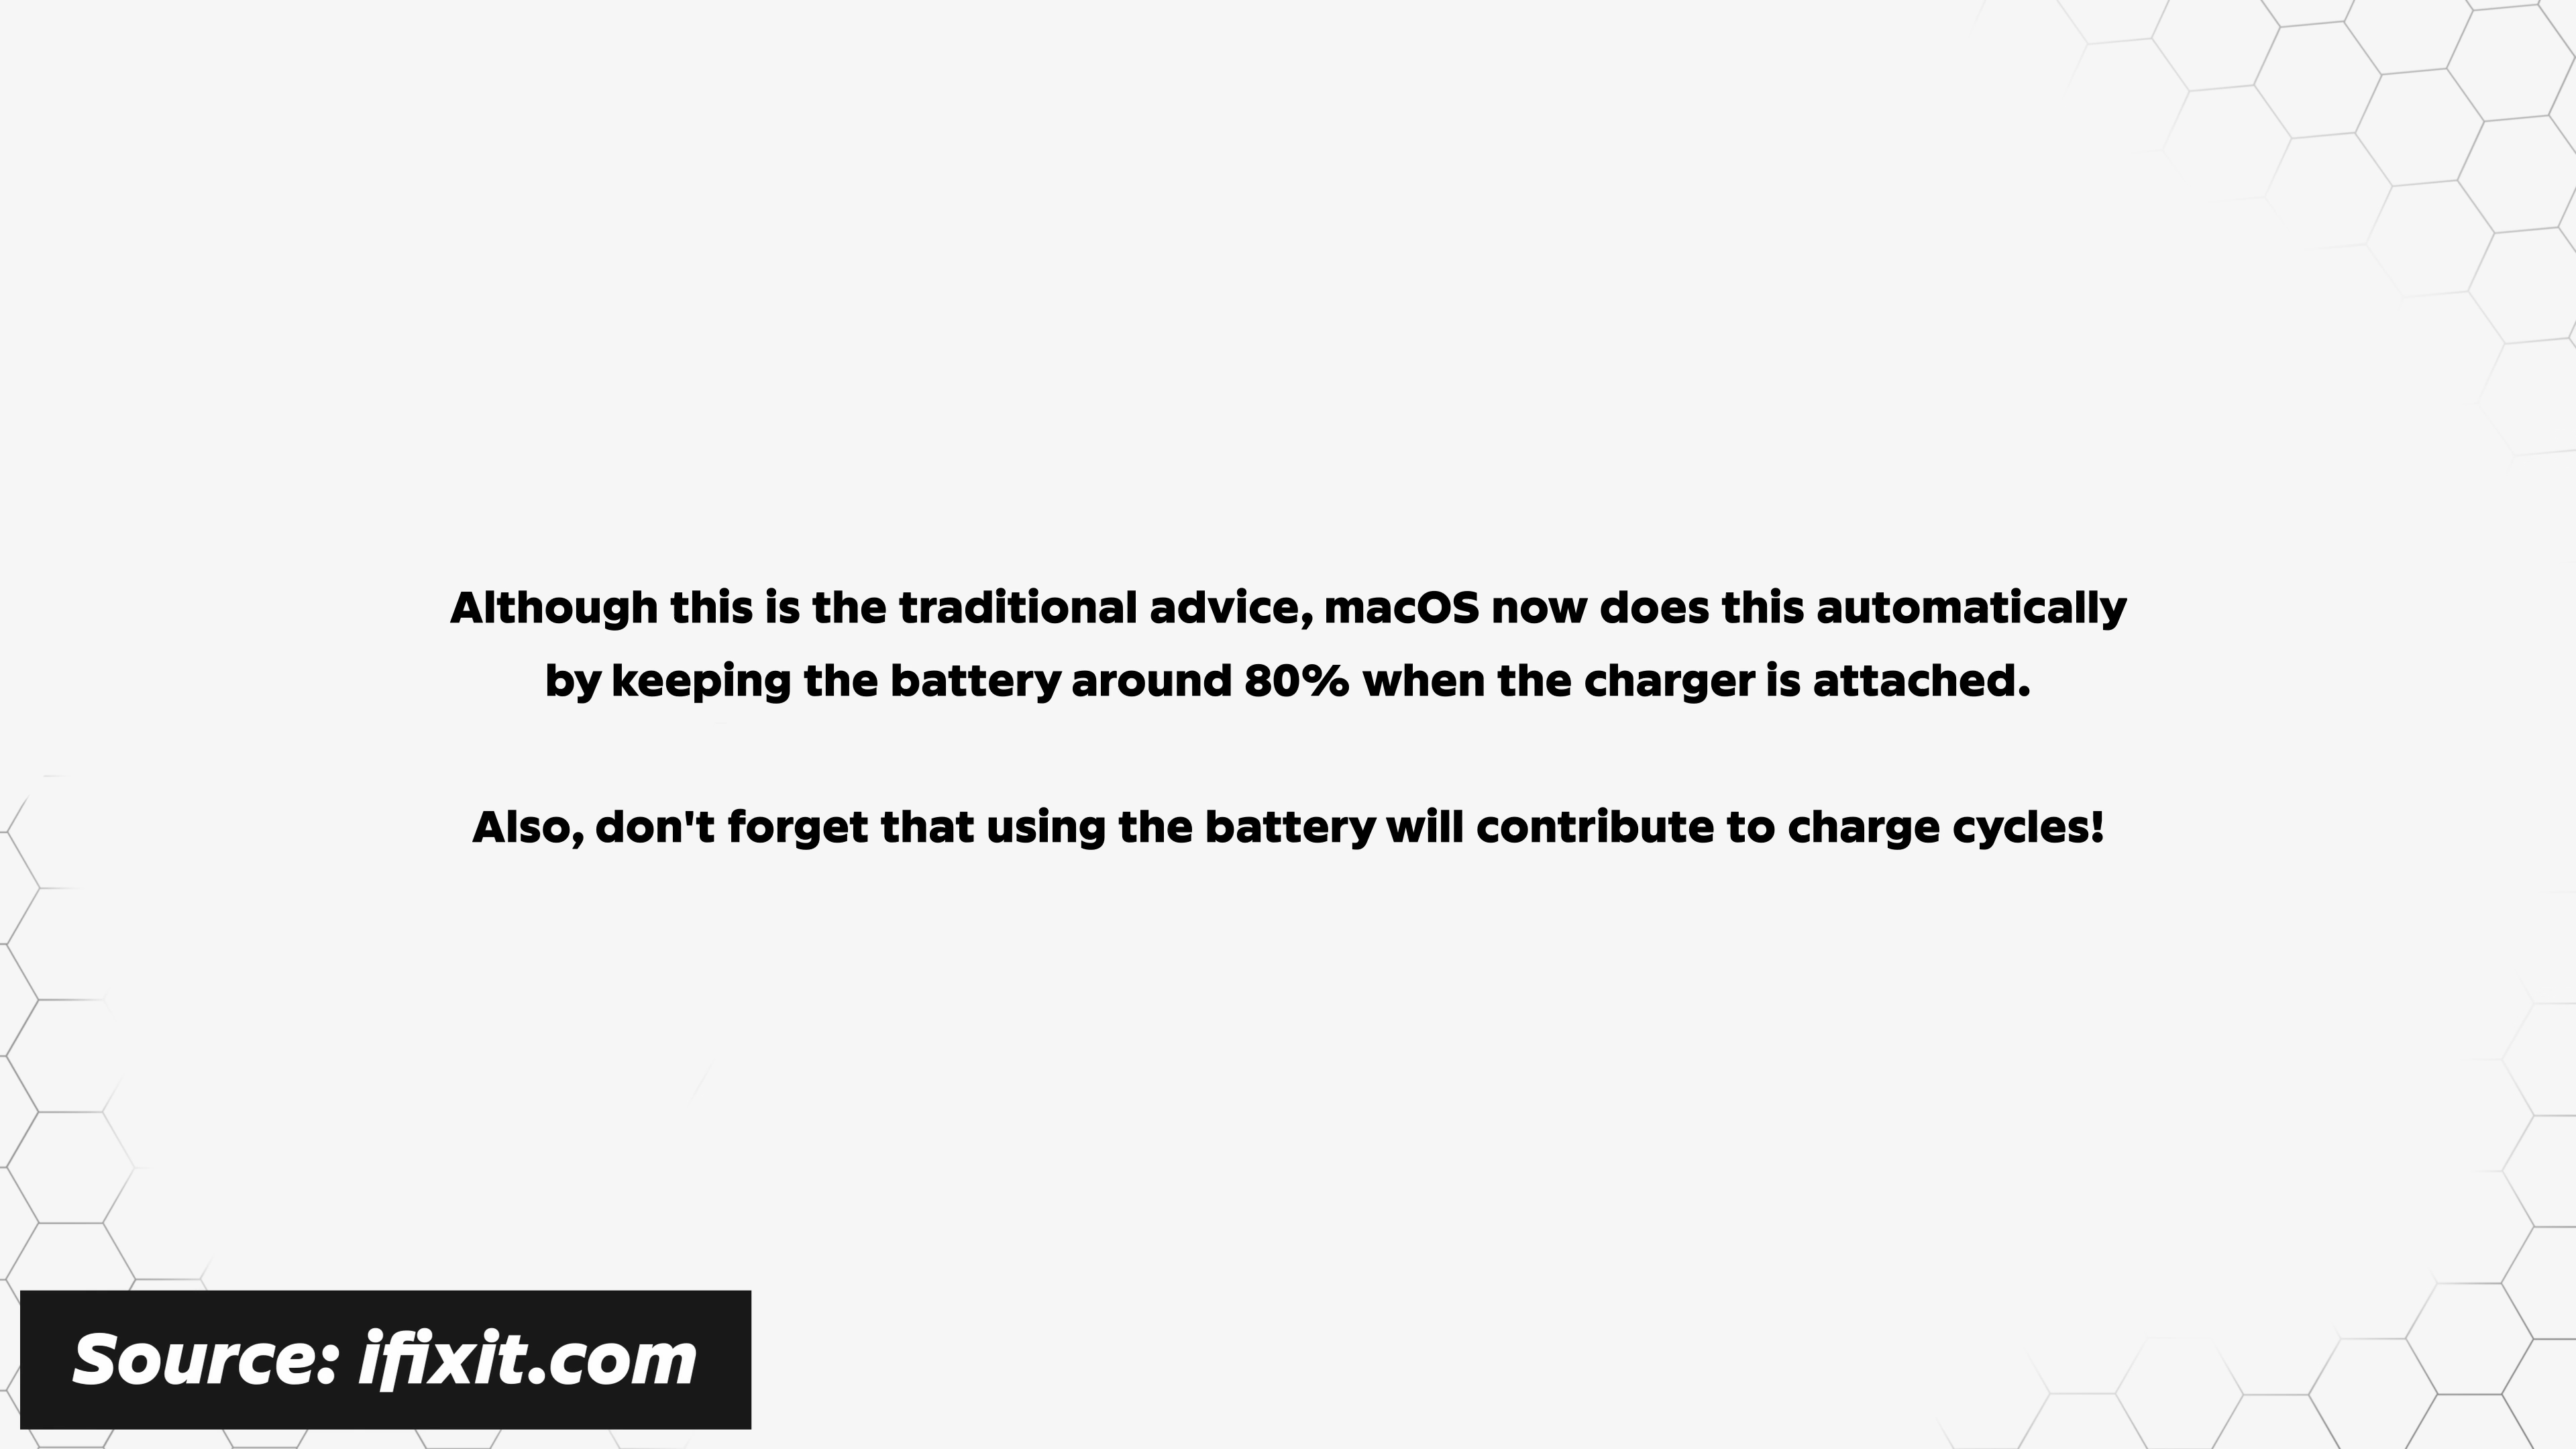 Although this is the traditional advice, macOS now does this automatically
by keeping the battery around 80% when the charger is attached.
Also, don't forget that using the battery will contribute to charge cycles!
Source: ifixit.com